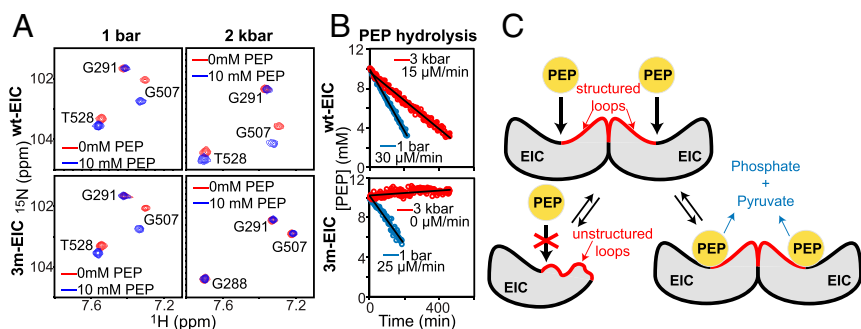 A
1 bar
2 kbar
wt-EIC
3m-EIC
15N (ppm)
1H (ppm)
102
104
102
104
7.6
7.2
7.6
7.2
G291
G507
T528
0mM PEP
10 mM PEP
0mM PEP
10 mM PEP
G291
G507
T528
G291
G507
T528
0mM PEP
10 mM PEP
0mM PEP
10 mM PEP
G291
G507
G288
B
PEP hydrolysis
wt-EIC
3m-EIC
[PEP] (mM)
12
8
4
0
3 kbar
15 µM/min
1 bar
30 µM/min
12
8
4
0
3 kbar
0 µM/min
1 bar
25 µM/min
0
200
400
Time (min)
C
PEP
PEP
structured
loops
EIC
EIC
PEP
unstructured
loops
EIC
Phosphate
+
Pyruvate
PEP
PEP
EIC
EIC